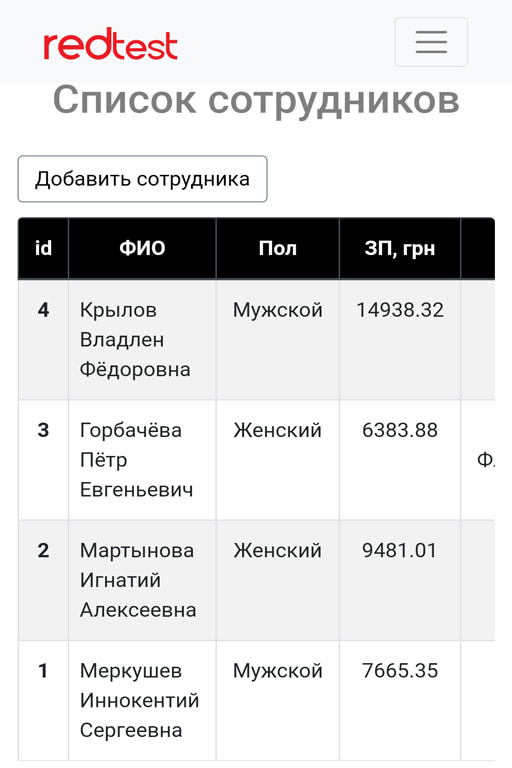 redtest
Список сотрудников
Добавить сотрудника
id ФИО Пол ЗП, грн
4 Крылов Мужской 14938.32
Владлен
Фёдоровна
3 Горбачёва Женский 6383.88
Пётр Ф.
Евгеньевич
2 Мартынова Женский 9481.01
Игнатий
Алексеевна
1 Меркушев Мужской 7665.35
Иннокентий
Сергеевна